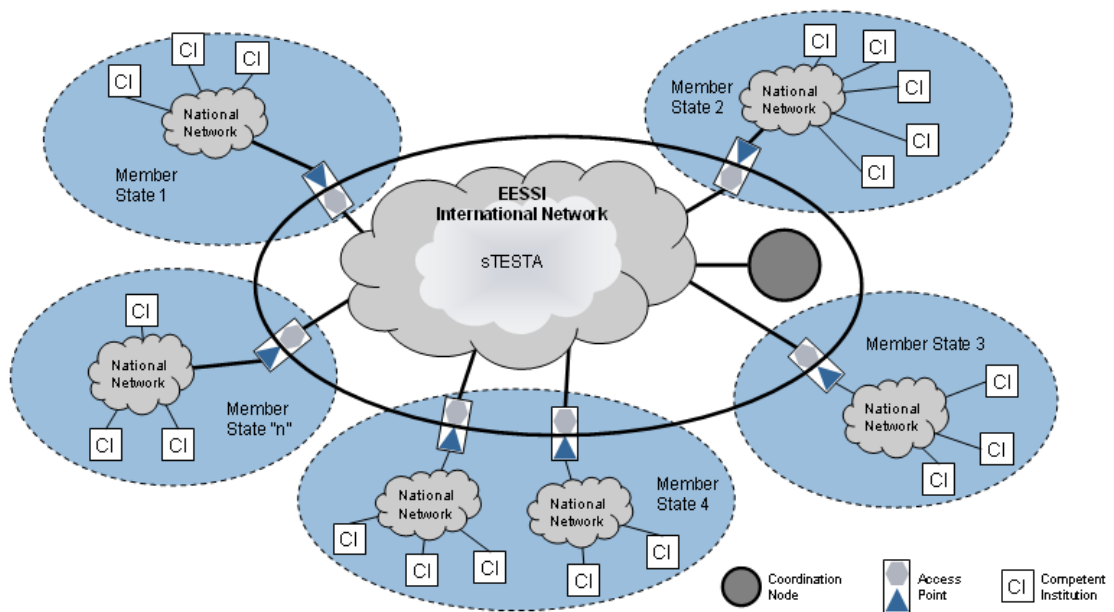 CI
CI
CI
National
Network
Member
State 1
Member
State 2
CI
CI
CI
CI
CI
National
Network
EESSI
International Network
sTESTA
CI
National
Network
CI
CI
Member
State "n"
Member State 3
National
Network
CI
CI
CI
National
Network
CI
CI
CI
National
Network
CI
CI
Member
State 4
Coordination
Node
Access
Point
CI
Competent
Institution